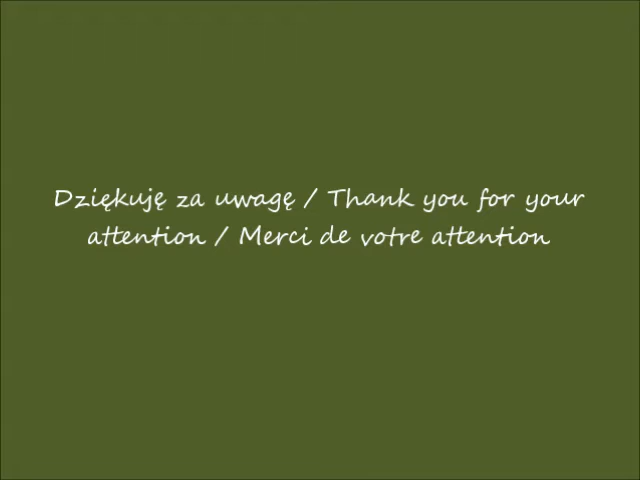 Dziękuję za uwagę / Thank you for your
attention / Merci de votre attention